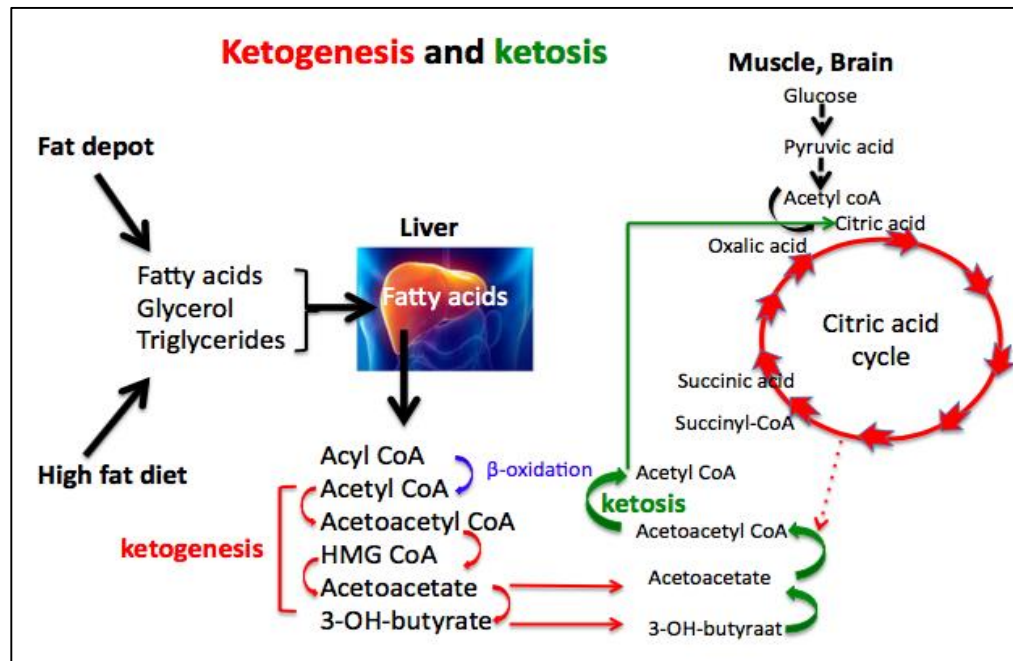 Ketogenesis and ketosis
Muscle, Brain
Glucose
Pyruvic acid
Acetyl coA
Citric acid
Oxalic acid
Citric acid
cycle
Succinic acid
Succinyl-CoA
Fat depot
Fatty acids
Glycerol
Triglycerides
High fat diet
Liver
Fatty acids
Acyl CoA
β-oxidation
Acetyl CoA
Acetoacetyl CoA
HMG CoA
Acetoacetate
3-OH-butyrate
ketogenesis
Acetyl CoA
ketosis
Acetoacetyl CoA
Acetoacetate
3-OH-butyraat